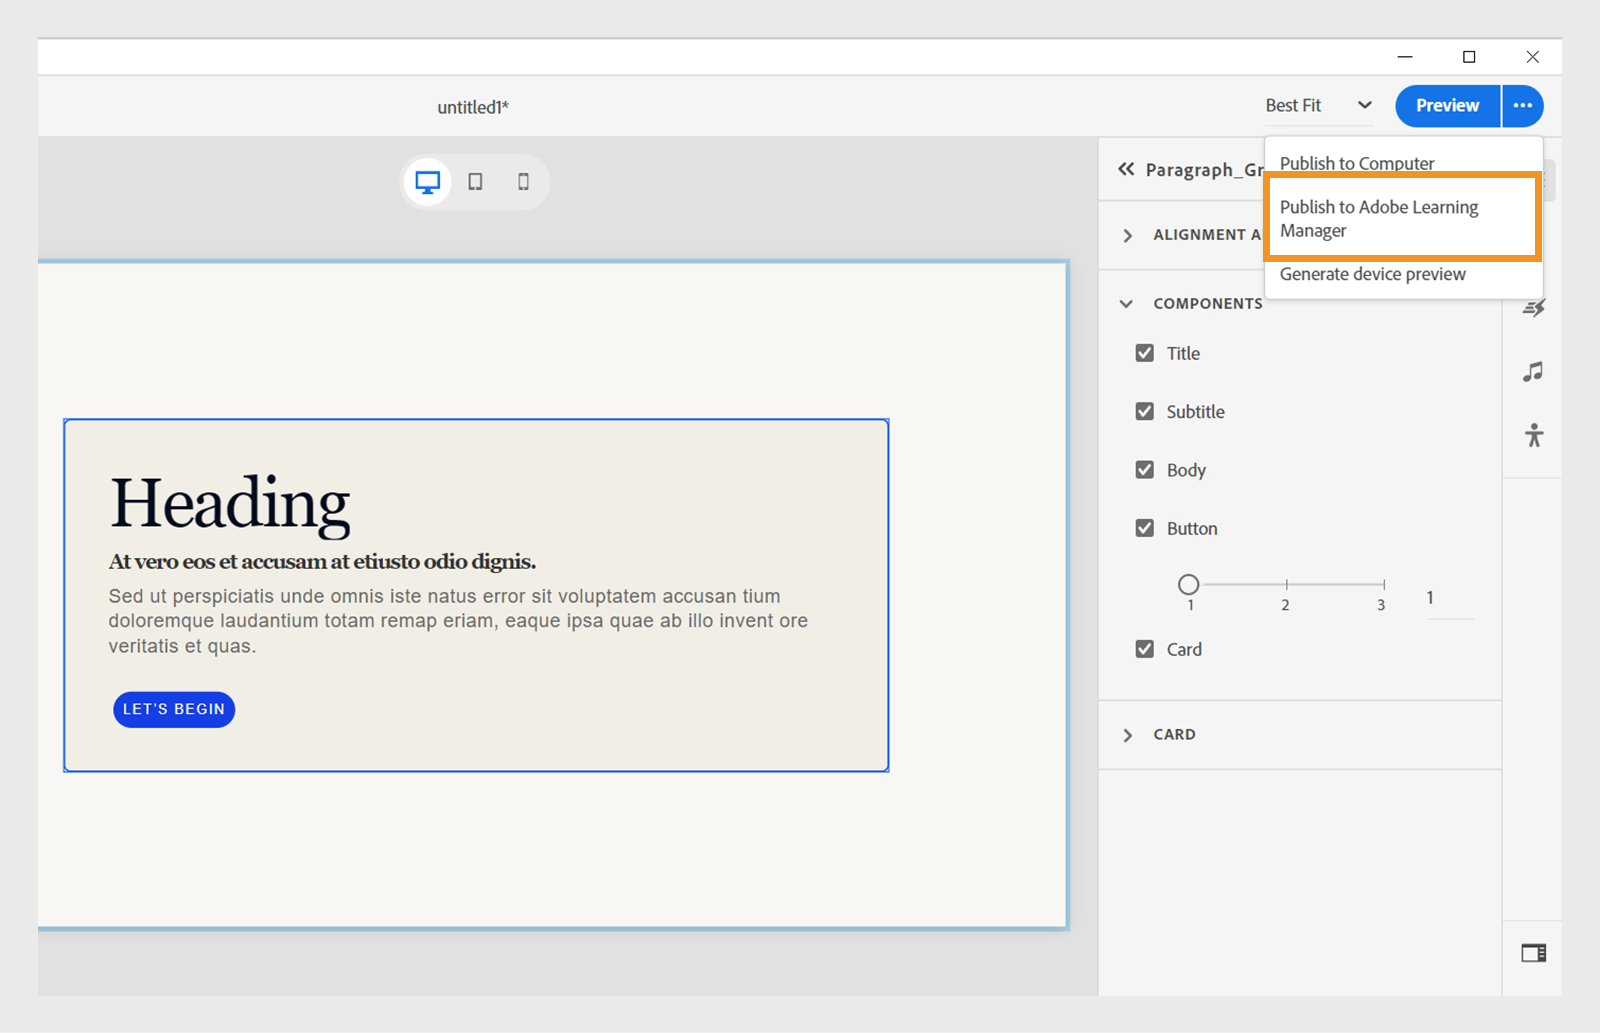 untitled1*
Best Fit
Preview
Publish to Computer
Publish to Adobe Learning
Manager
Generate device preview
Paragraph_Gr
ALIGNMENT A
COMPONENTS
Title
Subtitle
Body
Button
1 2 3
1
Card
CARD
Heading
At vero eos et accusam at etiusto odio dignis.
Sed ut perspiciatis unde omnis iste natus error sit voluptatem accusan tium
doloremque laudantium totam remap eriam, eaque ipsa quae ab illo invent ore
veritatis et quas.
LET'S BEGIN